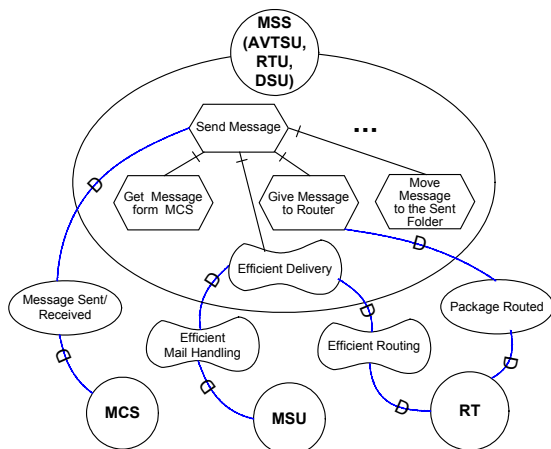 MSS
(AVTSU,
RTU,
DSU)
Send Message
...
Get Message
form MCS
Give Message
to Router
Move
Message
to the Sent
Folder
D
D
Efficient Delivery
D
D
Message Sent/
Received
Efficient
Mail Handling
Efficient Routing
Package Routed
D
D
D
D
MCS
MSU
RT